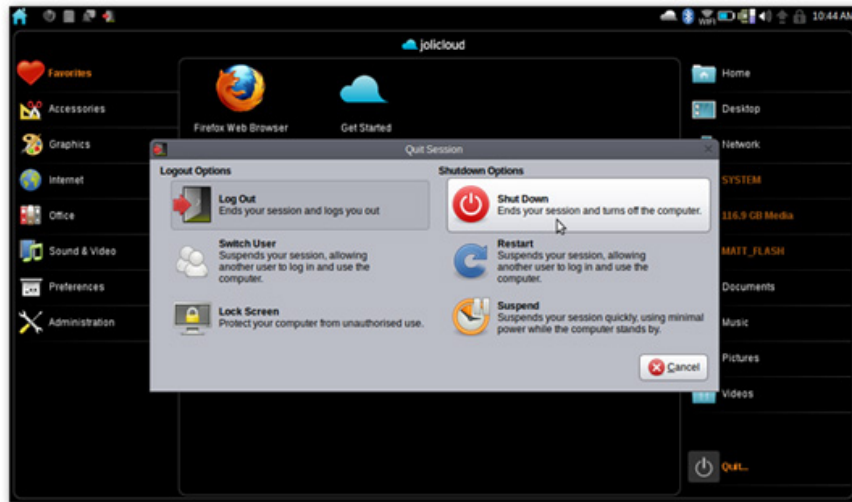 WiFi
10:44 AM
jolicloud
Favorites
Accessories
Graphics
Internet
Office
Sound & Video
Preferences
Administration
Firefox Web Browser
Get Started
Quit Session
Logout Options
Log Out
Ends your session and logs you out
Switch User
Suspends your session, allowing
another user to log in and use the
computer.
Lock Screen
Protect your computer from unauthorised use.
Shutdown Options
Shut Down
Ends your session and turns off the computer.
Restart
Suspends your session, allowing
another user to log in and use the
computer.
Suspend
Suspends your session quickly, using minimal
power while the computer stands by.
Cancel
Home
Desktop
Network
SYSTEM
116.9 GB Media
MATT_FLASH
Documents
Music
Pictures
Videos
Quit...